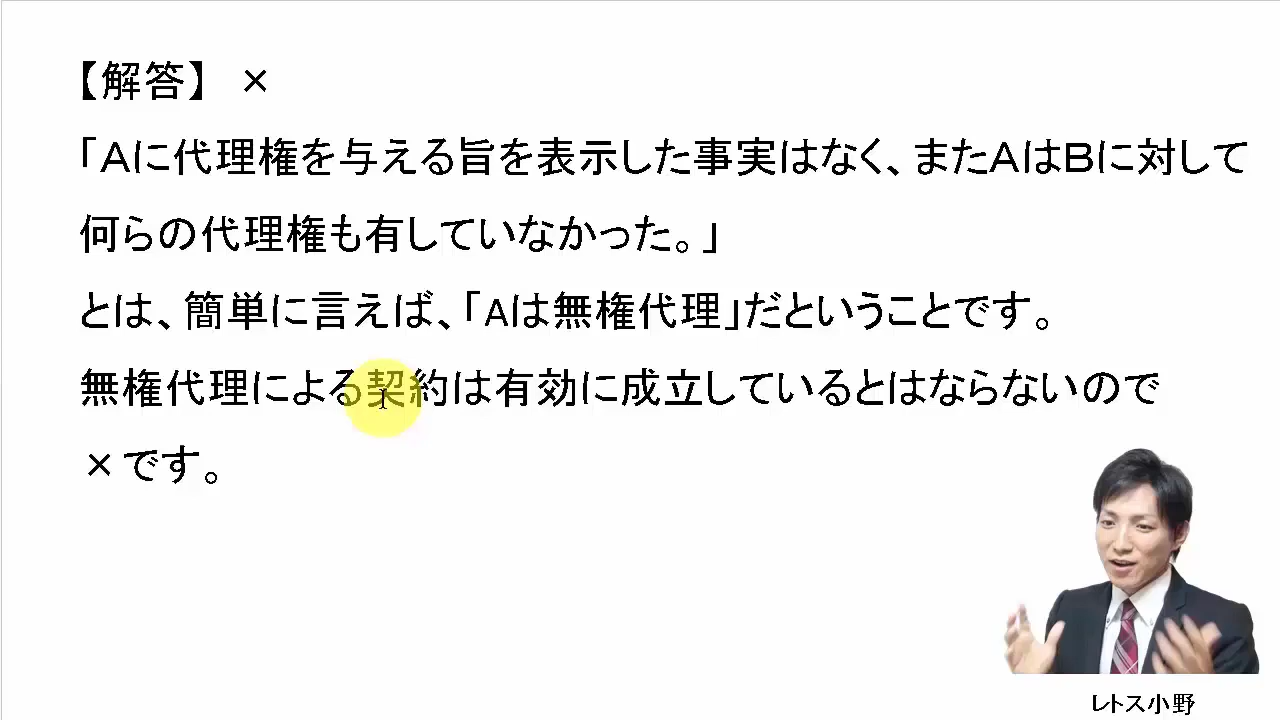 【解答】　×
「Ａに代理権を与える旨を表示した事実はなく、またＡはＢに対して
何らの代理権も有していなかった。」
とは、簡単に言えば、「Aは無権代理」だということです。
無権代理による契約は有効に成立しているとはならないので
×です。
レトス小野